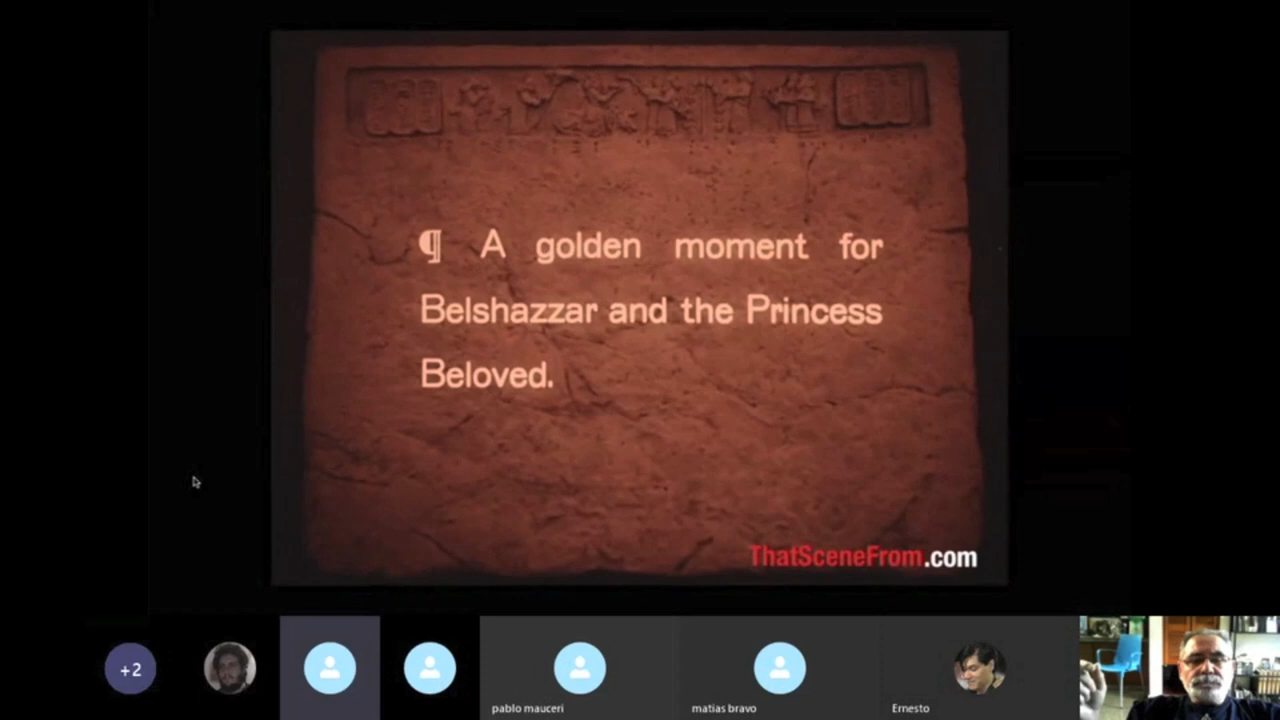 ¶ A golden moment for
Belshazzar and the Princess
Beloved.
ThatSceneFrom.com
+2
pablo mauceri
matias bravo
Ernesto